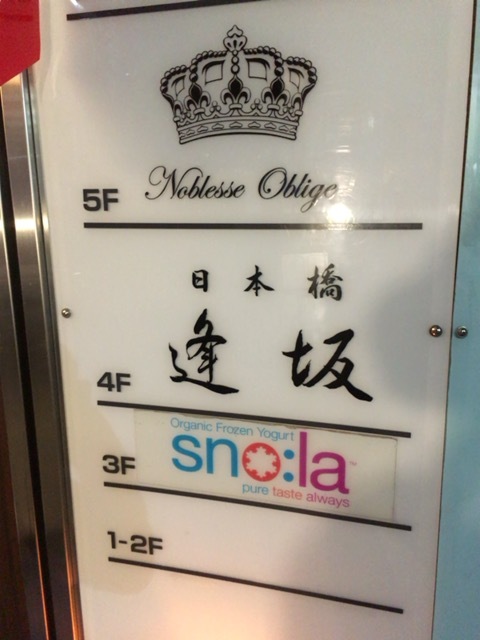 Noblesse Oblige
5F
日本橋
逢坂
4F
Organic Frozen Yogurt
sno:la
3F
pure taste always
1-2F